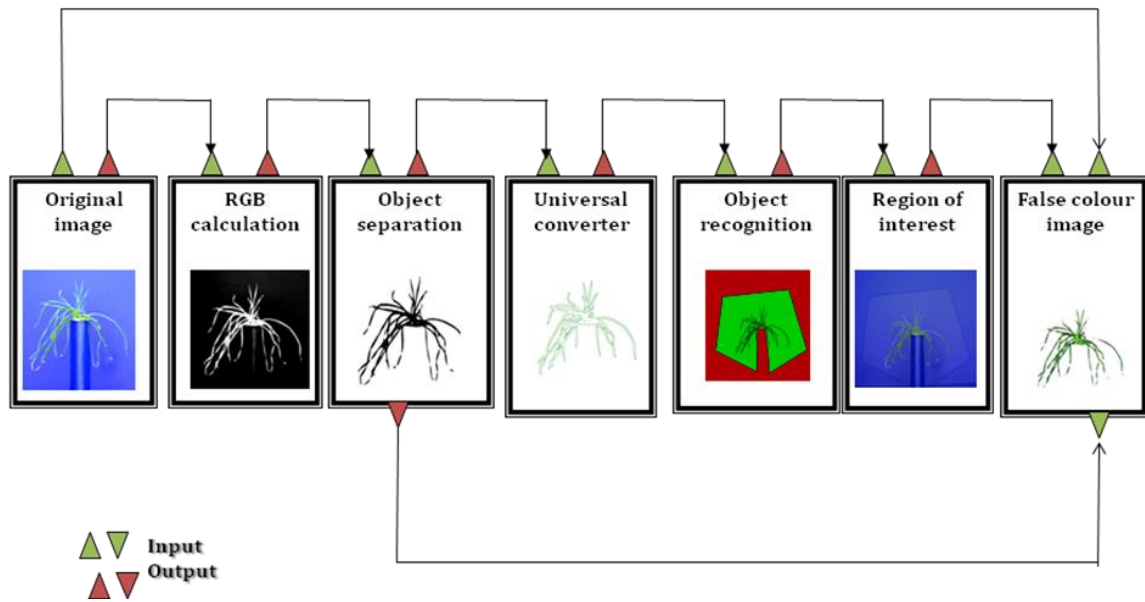 Original
image
RGB
calculation
Object
separation
Universal
converter
Object
recognition
Region of
interest
False colour
image
Input
Output